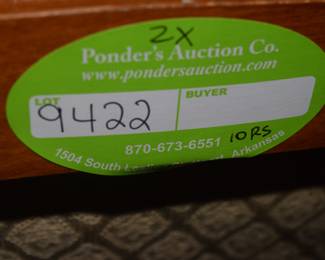 2X
Ponder's Auction Co.
www.pondersauction.com
LOT BUYER
9422
870-673-6551 10RS
1504 South Arkansas